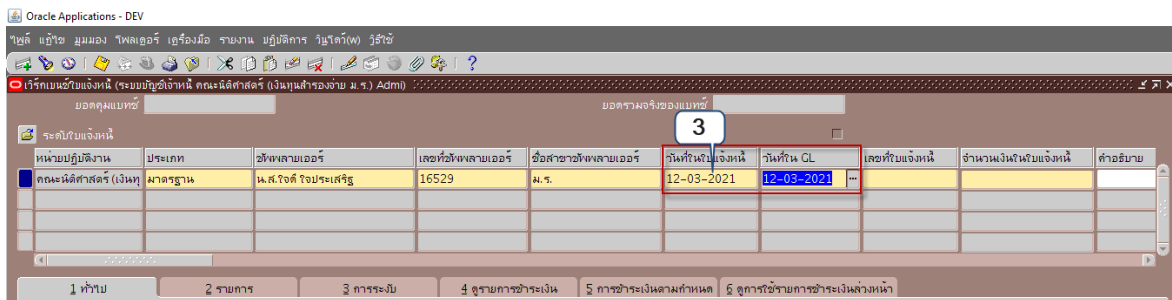 Oracle Applications - DEV
ไฟล์ แก้ไข มุมมอง โฟลเดอร์ เครื่องมือ รายงาน ปฏิบัติการ วินโดว์(w) วิธีใช้
เวิร์กเบนช์ใบแจ้งหนี้ (ระบบบัญชีเจ้าหนี้ คณะนิติศาสตร์ (เงินทุนสำรองจ่าย ม.ร.) Admi)
ยอดคุมแบทช์ ยอดรวมจริงของแบทช์
3
ระดับใบแจ้งหนี้
หน่วยปฏิบัติงาน ประเภท ซัพพลายเออร์ เลขที่ซัพพลายเออร์ ชื่อสาขาซัพพลายเออร์ วันที่ในใบแจ้งหนี้ วันที่ใน GL เลขที่ใบแจ้งหนี้ จำนวนเงินในใบแจ้งหนี้ คำอธิบาย
คณะนิติศาสตร์ (เงินทุ มาตรฐาน น.ส.ใจดี ใจประเสริฐ 16529 ม.ร. 12-03-2021 12-03-2021 ...
1 ทั่วไป 2 รายการ 3 การระงับ 4 ดูรายการชำระเงิน 5 การชำระเงินตามกำหนด 6 ดูการใช้รายการชำระเงินล่วงหน้า